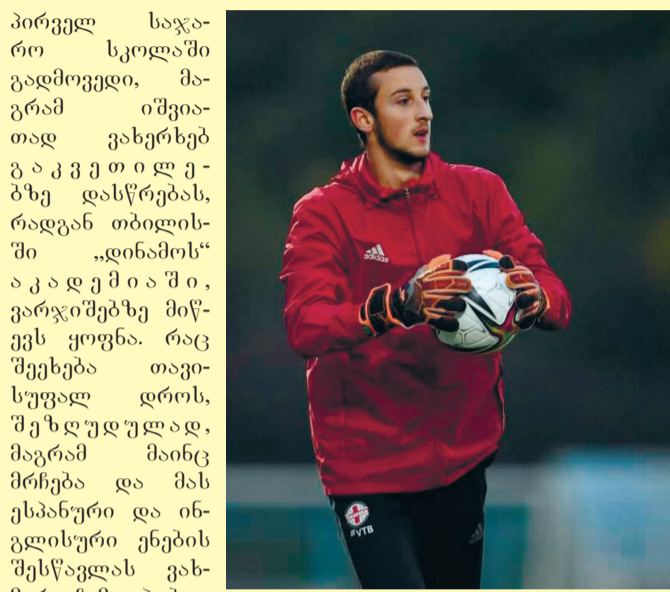 პირველ საჯა-
რო სკოლაში
გადმოვედი, მა-
გრამ იშვია-
თად ვახერხებ
გაკვეთილე-
ბზე დასწრებას,
რადგან თბილის-
ში „დინამოს“
აკადემიაში,
ვარჯიშებზე მიწ-
ევს ყოფნა. რაც
შეეხება თავი-
სუფალ დროს,
შეზღუდულად,
მაგრამ მაინც
მრჩება და მას
ესპანური და ინ-
გლისური ენების
შესწავლას ვახ-
adidas
#VTB